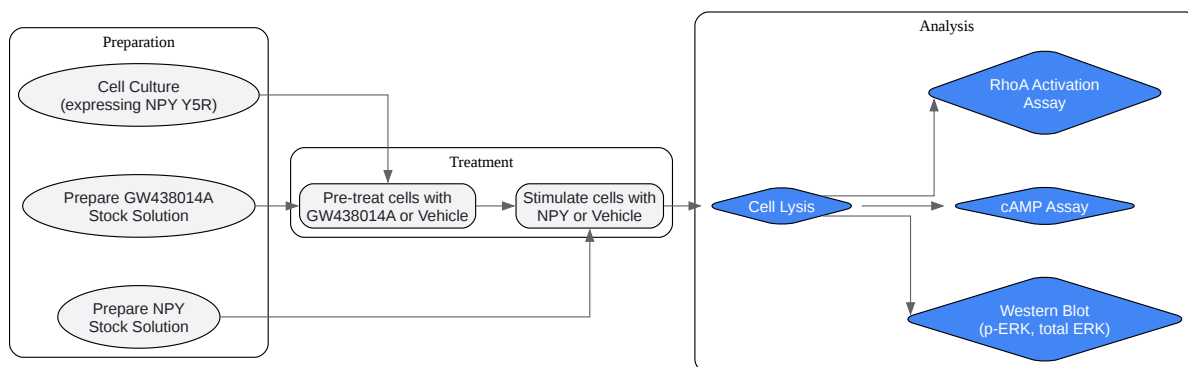 Preparation
Cell Culture
(expressing NPY Y5R)
Prepare GW438014A
Stock Solution
Prepare NPY
Stock Solution
Treatment
Pre-treat cells with
GW438014A or Vehicle
Stimulate cells with
NPY or Vehicle
Analysis
Cell Lysis
RhoA Activation
Assay
cAMP Assay
Western Blot
(p-ERK, total ERK)